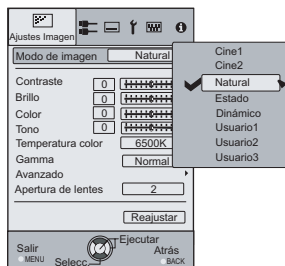 Ajustes Imagen
Modo de imagen Natural
Contraste 0
Brillo 0
Color 0
Tono 0
Temperatura color 6500K
Gamma Normal
Avanzado
Apertura de lentes 2
Reajustar
Salir
MENU
Selecc.
Ejecutar
Atrás
BACK
Cine1
Cine2
Natural
Estado
Dinámico
Usuario1
Usuario2
Usuario3